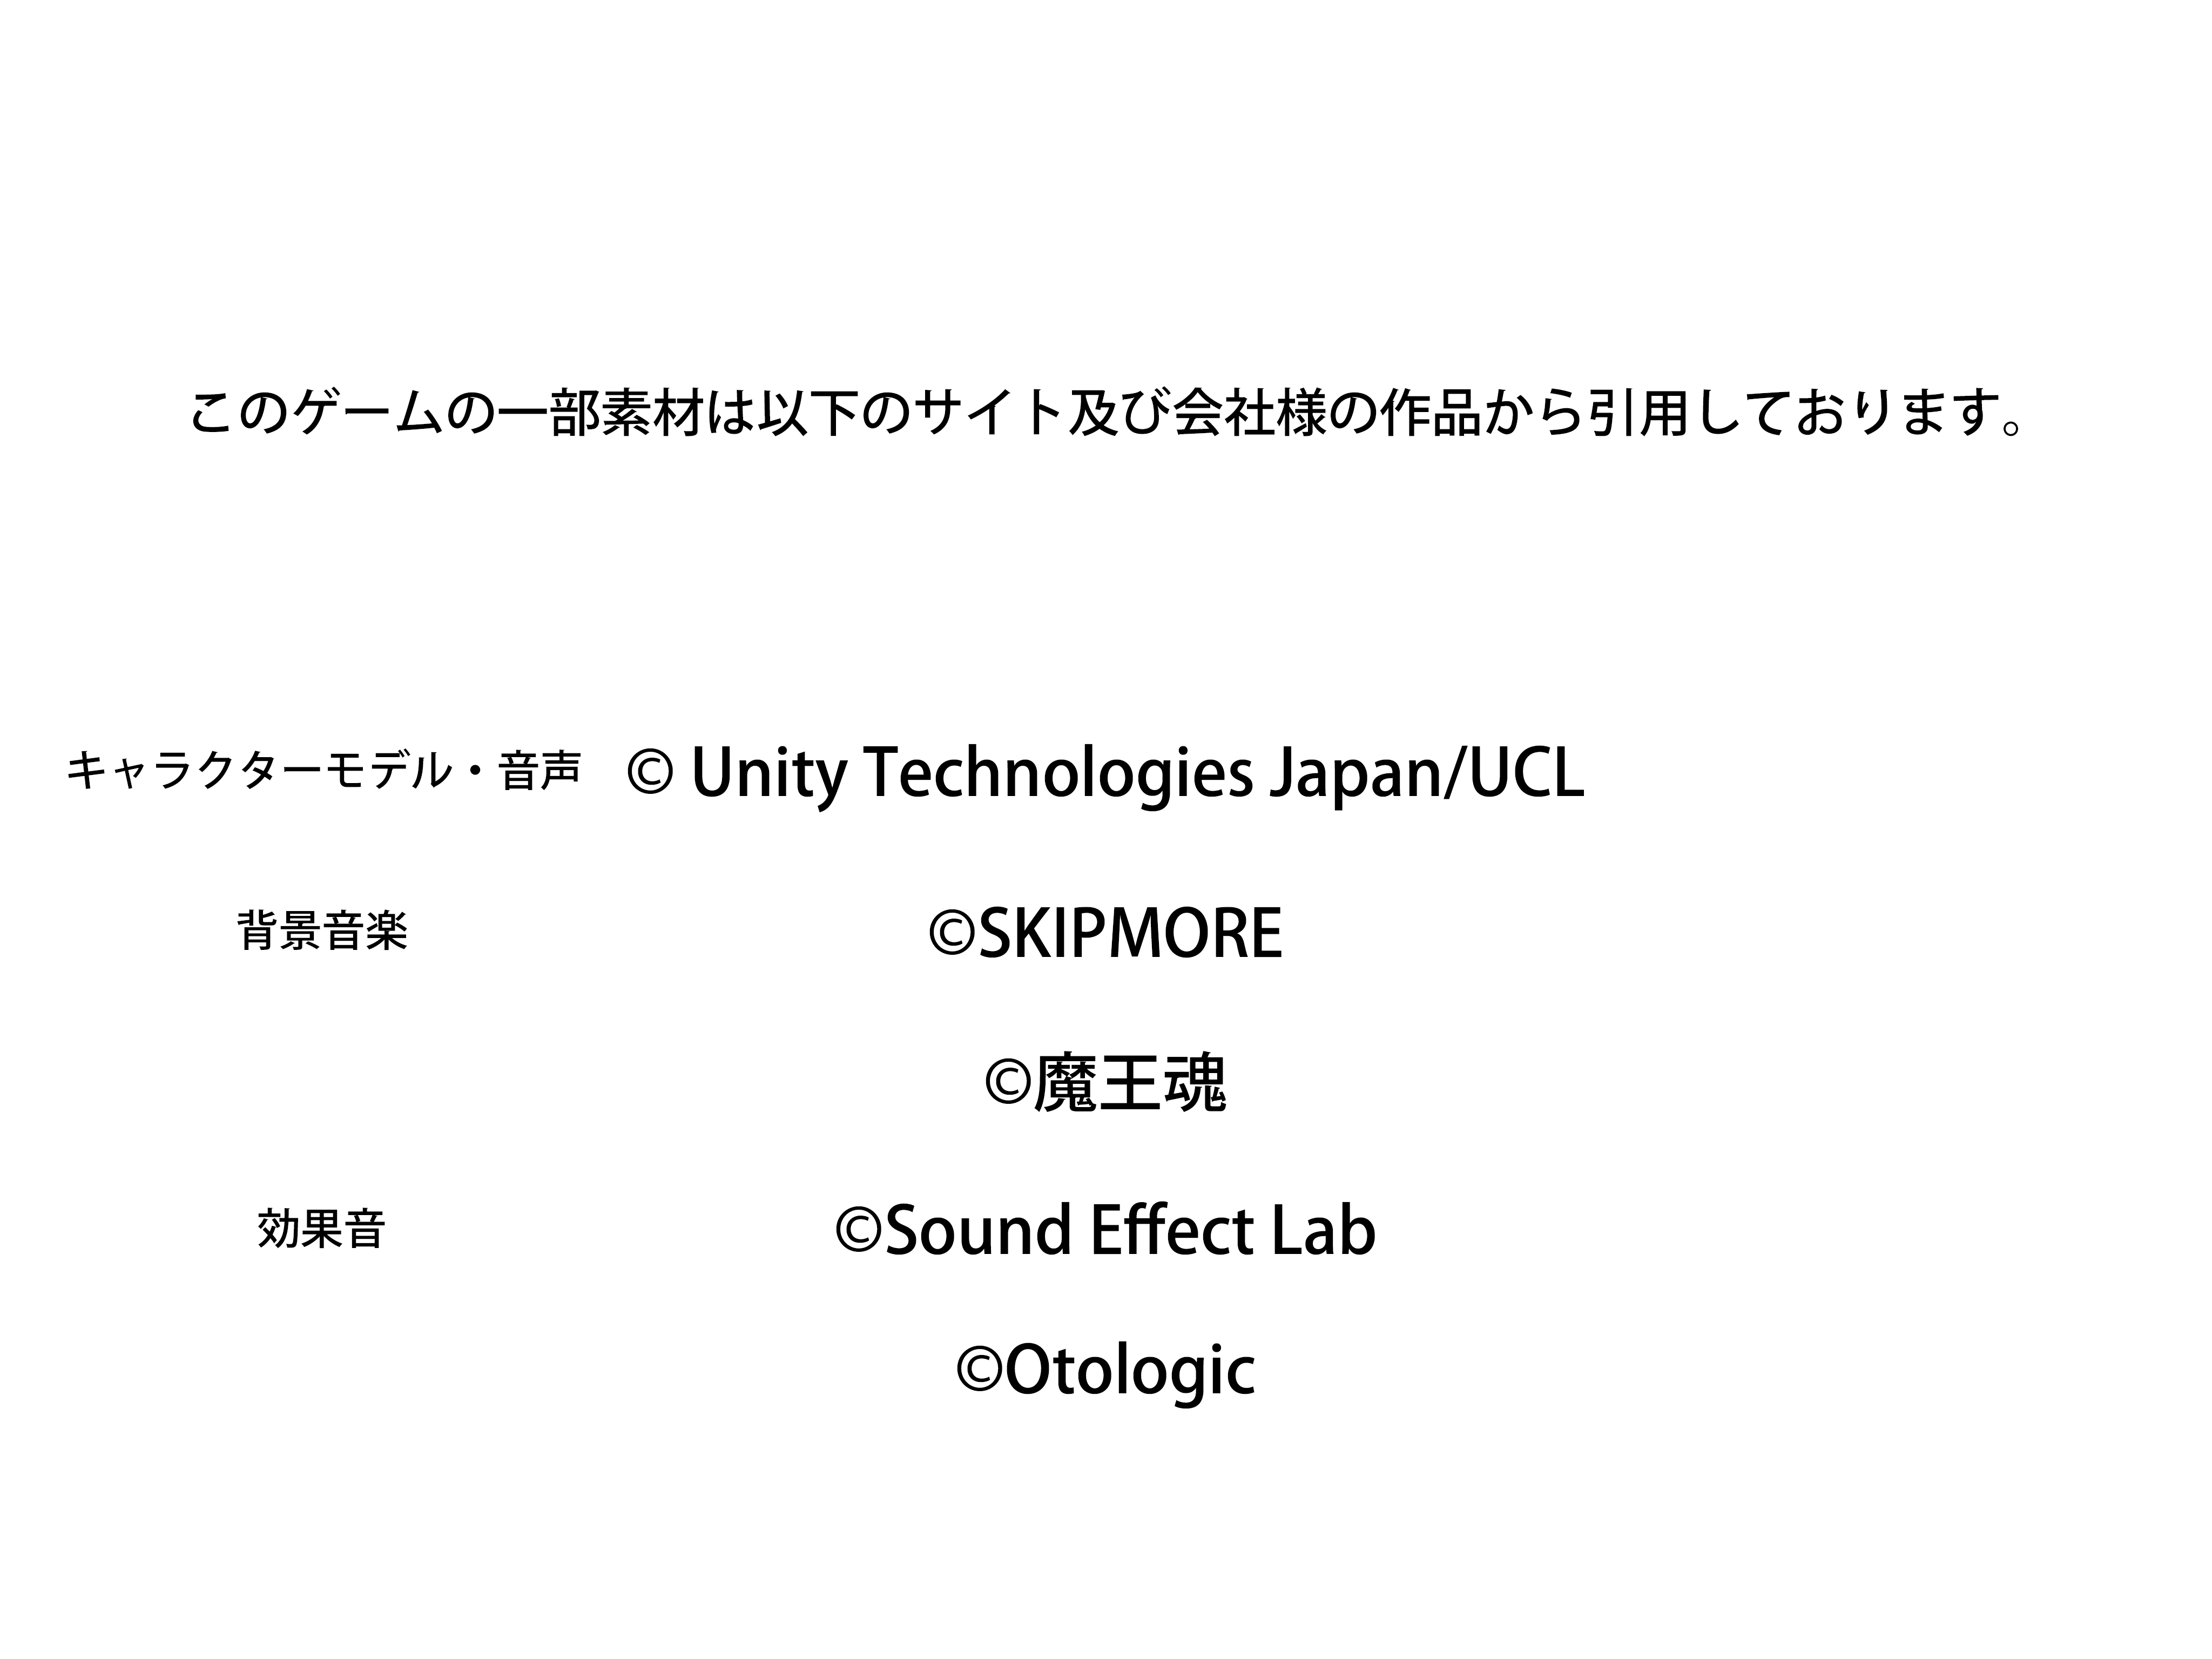 このゲームの一部素材は以下のサイト及び会社様の作品から引用しております。
キャラクターモデル・音声 © Unity Technologies Japan/UCL
背景音楽 ©SKIPMORE
©魔王魂
効果音 ©Sound Effect Lab
©Otologic